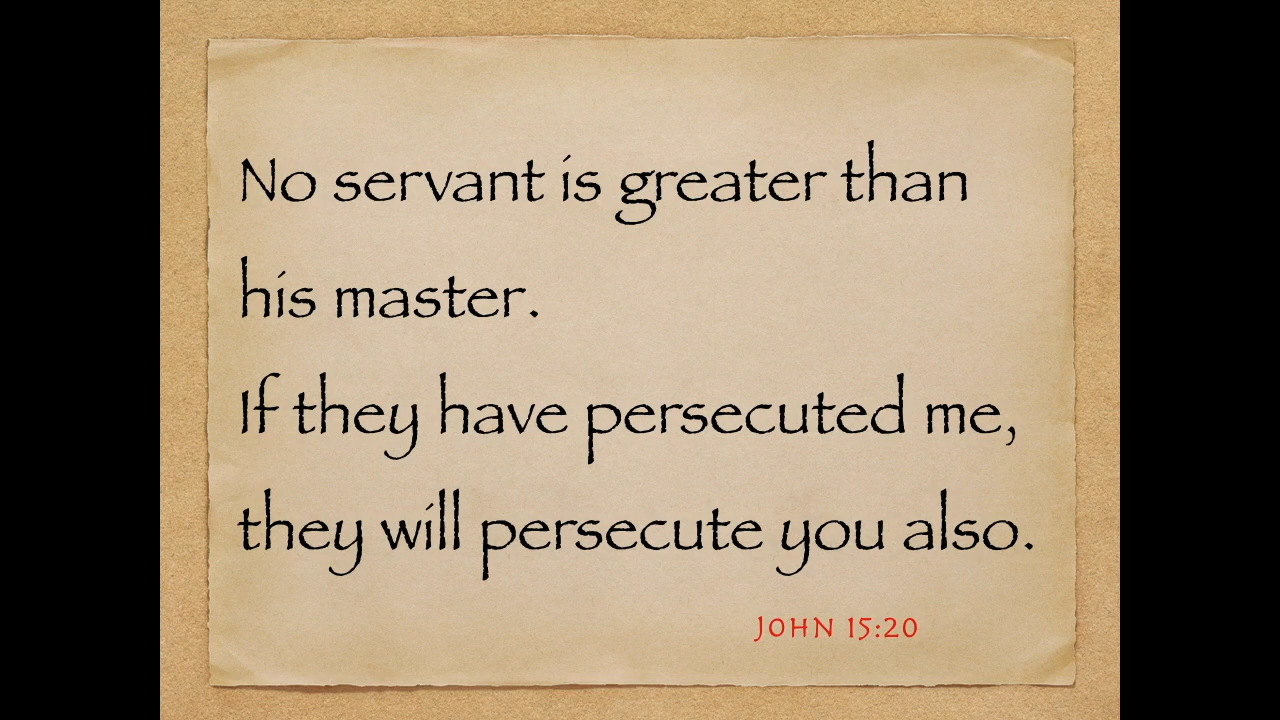 No servant is greater than
his master.
If they have persecuted me,
they will persecute you also.
JOHN 15:20